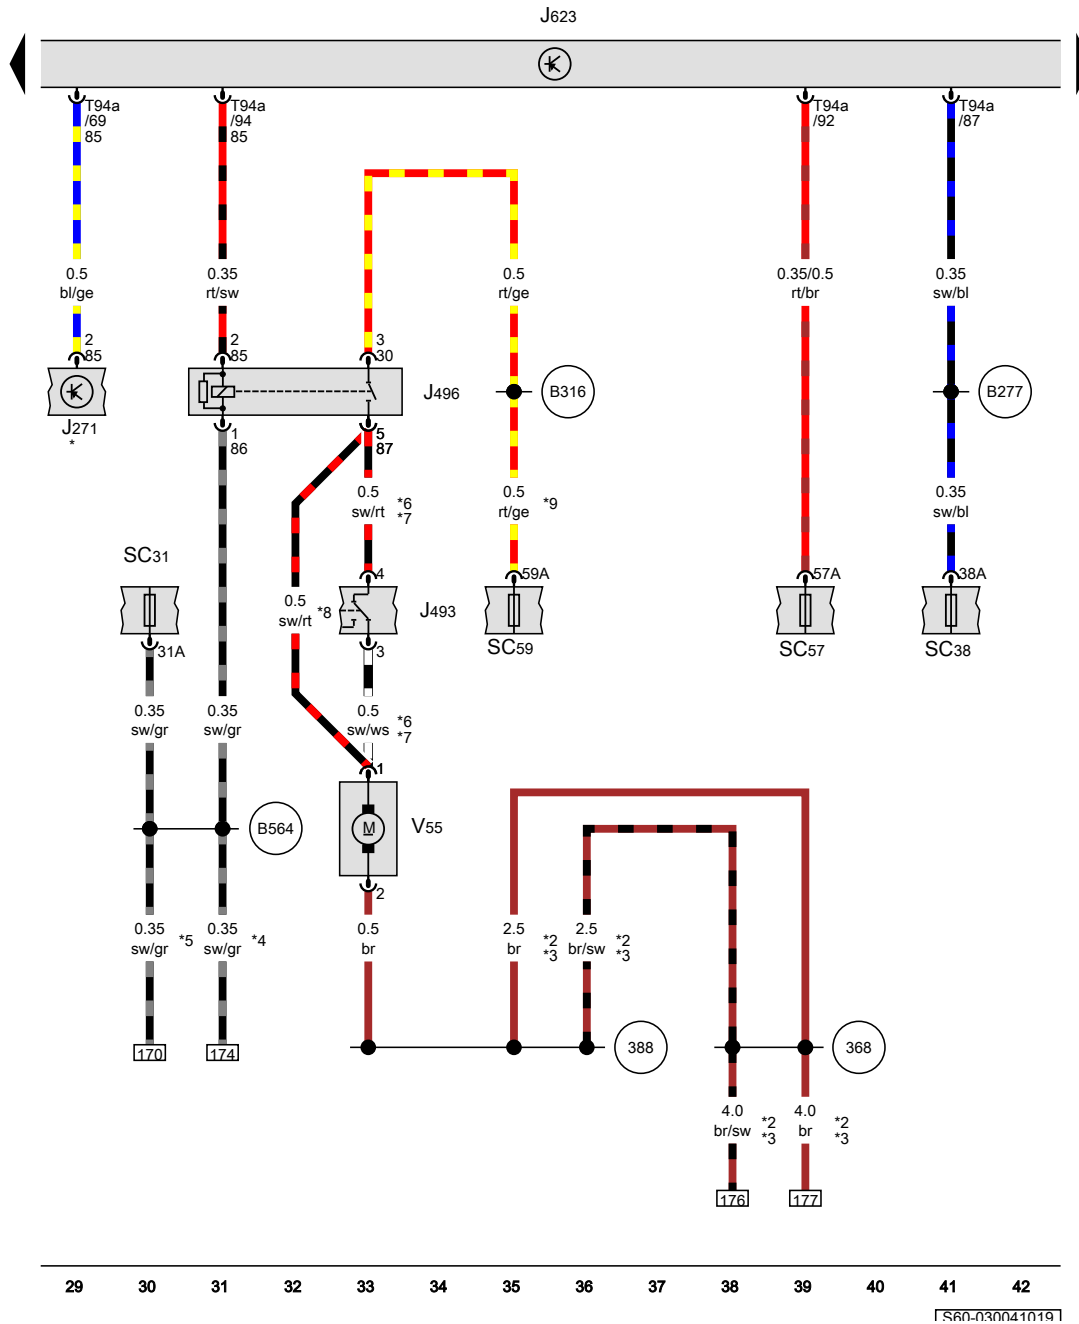 J623
T94a
/69
85
T94a
/94
85
T94a
/92
T94a
/87
0.5
bl/ge
0.35
rt/sw
0.5
rt/ge
0.35/0.5
rt/br
0.35
sw/bl
2
85
2
85
3
30
J271
*
J496
B316
B277
1
86
5
87
0.5
sw/rt
*6
*7
0.5
rt/ge
*9
0.35
sw/bl
SC31
4
59A
57A
38A
0.5
sw/rt
*8
J493
SC59
SC57
SC38
31A
3
0.35
sw/gr
0.35
sw/gr
0.5
sw/ws
*6
*7
1
B564
M
V55
2
0.35
sw/gr
*5
0.35
sw/gr
*4
0.5
br
2.5
br
*2
*3
2.5
br/sw
*2
*3
170
174
388
368
4.0
br/sw
*2
*3
4.0
br
*2
*3
176
177
29 30 31 32 33 34 35 36 37 38 39 40 41 42
S60-030041019